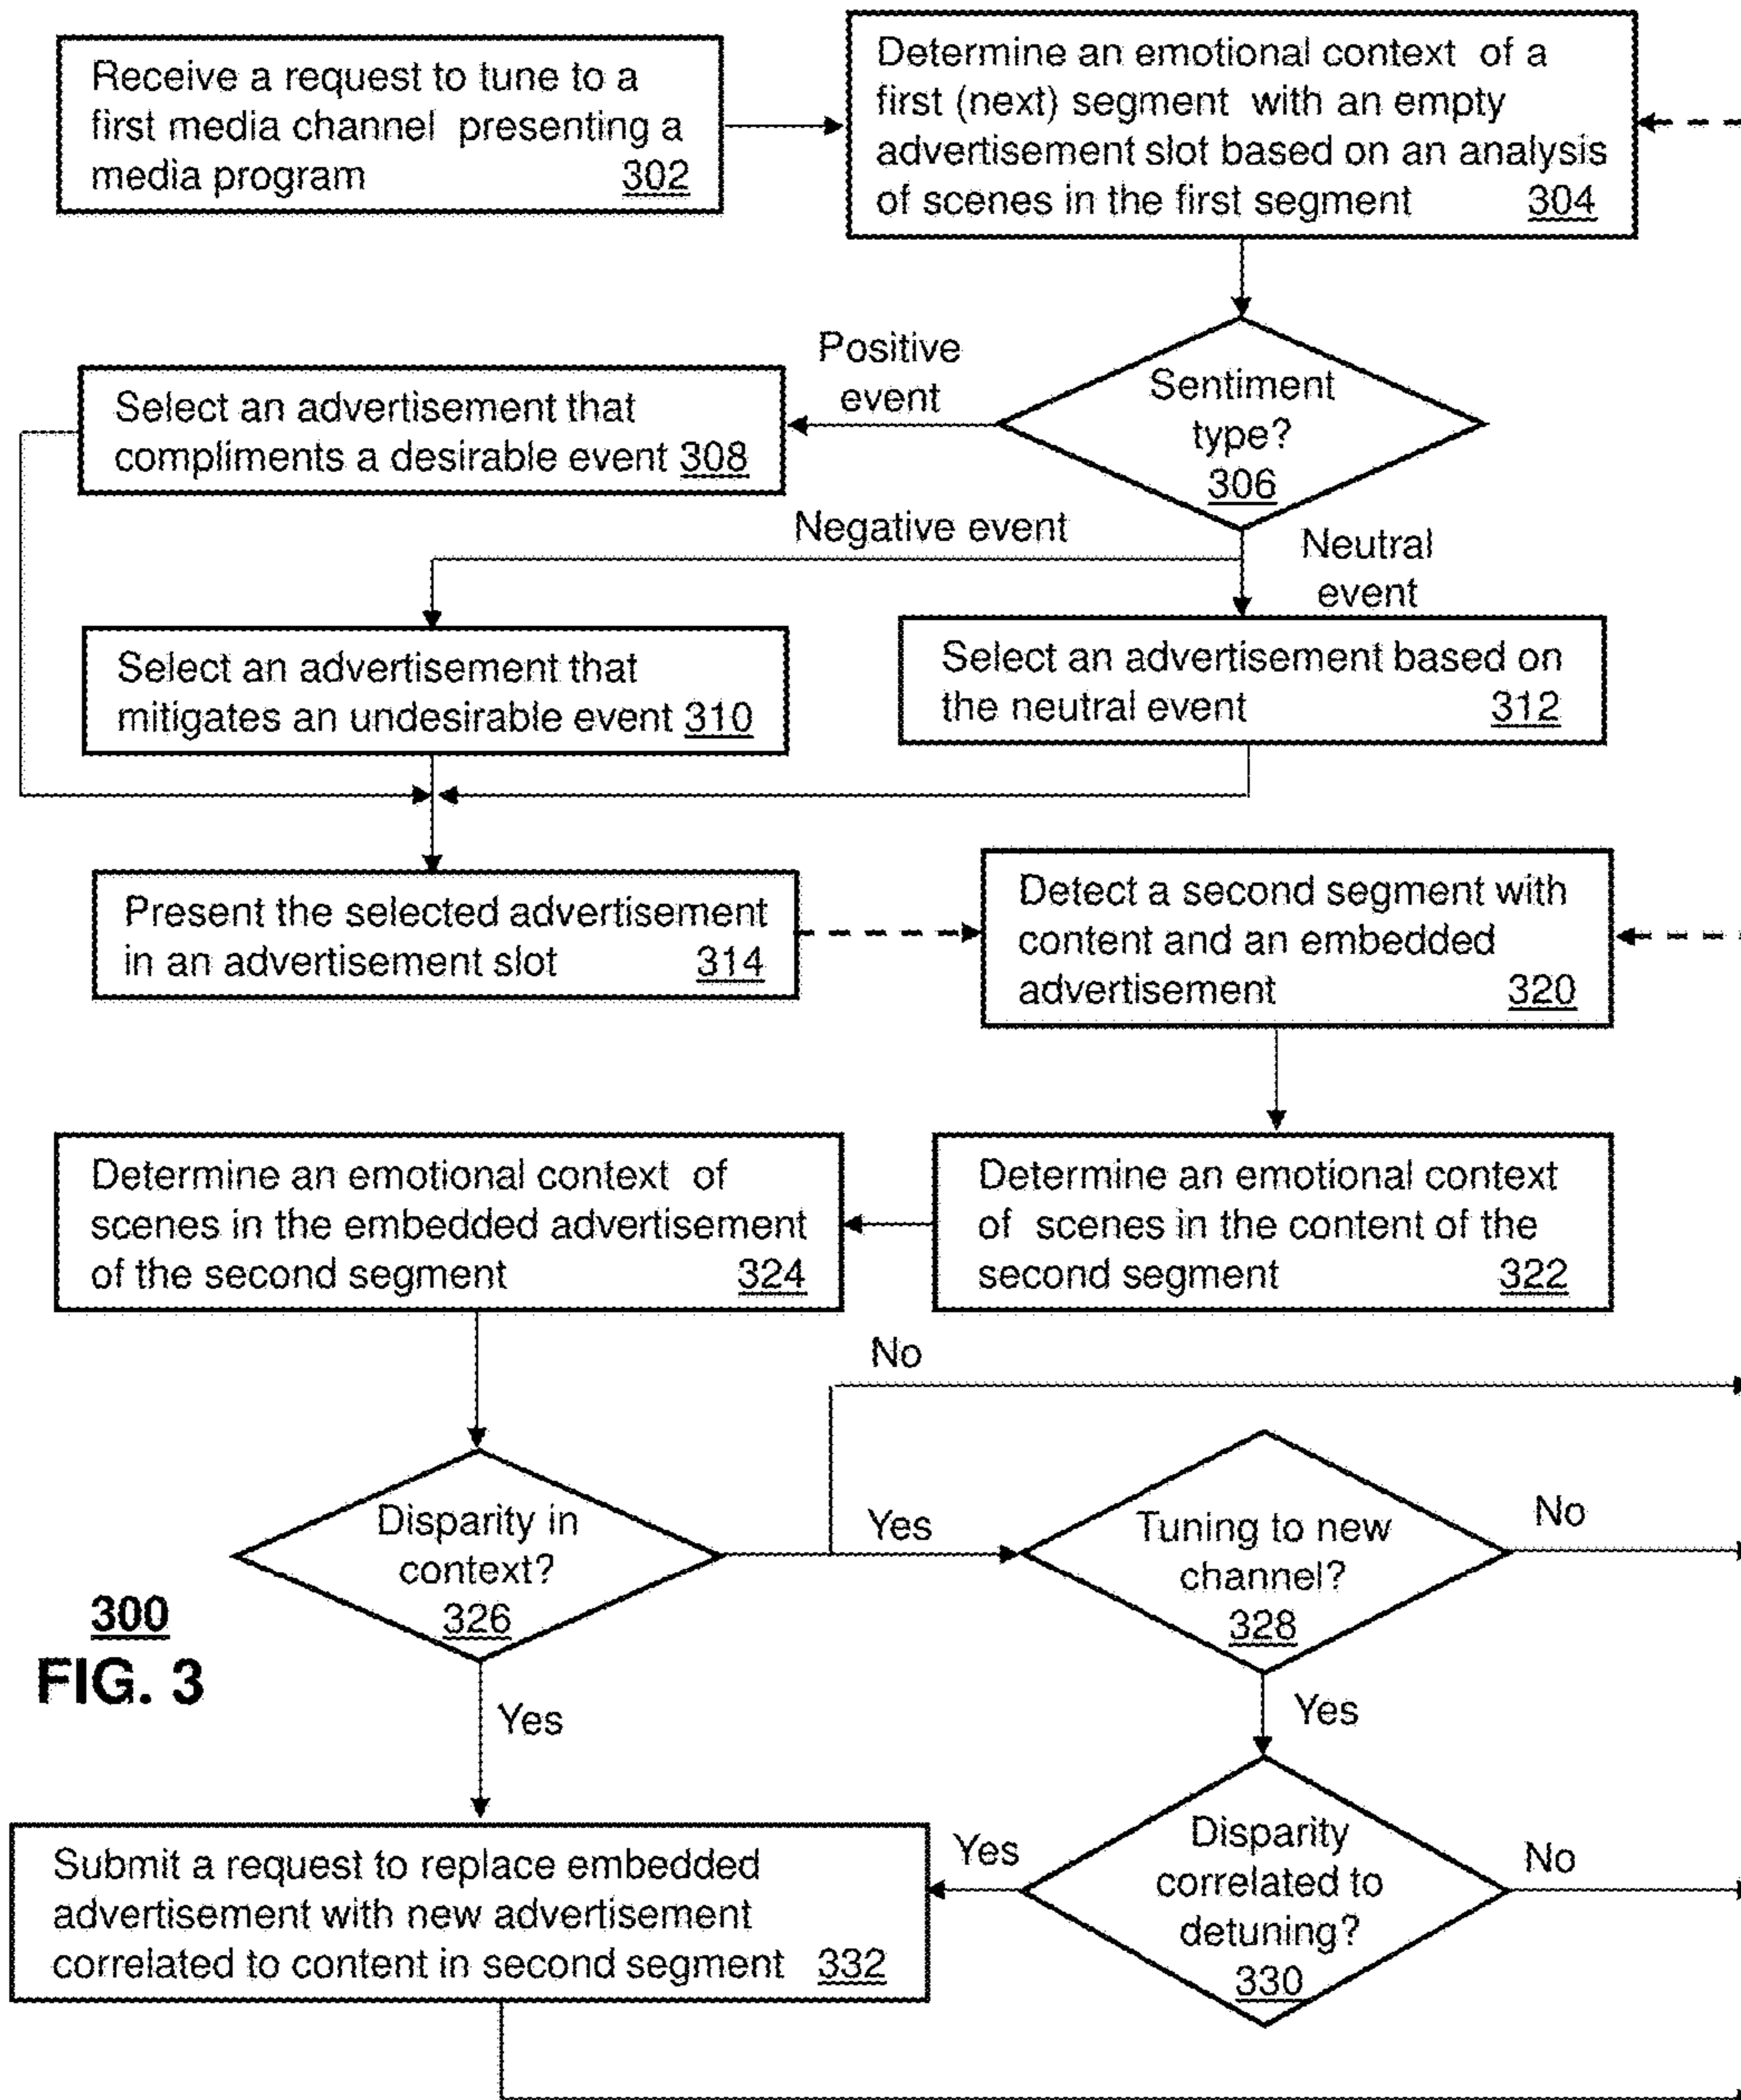 Receive a request to tune to a
first media channel presenting a
media program 302
Determine an emotional context of a
first (next) segment with an empty
advertisement slot based on an analysis
of scenes in the first segment 304
Sentiment
type?
306
Positive
event
Select an advertisement that
compliments a desirable event 308
Negative event
Neutral
event
Select an advertisement that
mitigates an undesirable event 310
Select an advertisement based on
the neutral event 312
Present the selected advertisement
in an advertisement slot 314
Detect a second segment with
content and an embedded
advertisement 320
Determine an emotional context
of scenes in the content of the
second segment 322
Determine an emotional context of
scenes in the embedded advertisement
of the second segment 324
No
Disparity in
context?
326
Yes
Tuning to new
channel?
328
No
300
FIG. 3
Yes
Yes
Disparity
correlated to
detuning?
330
Yes
No
Submit a request to replace embedded
advertisement with new advertisement
correlated to content in second segment 332